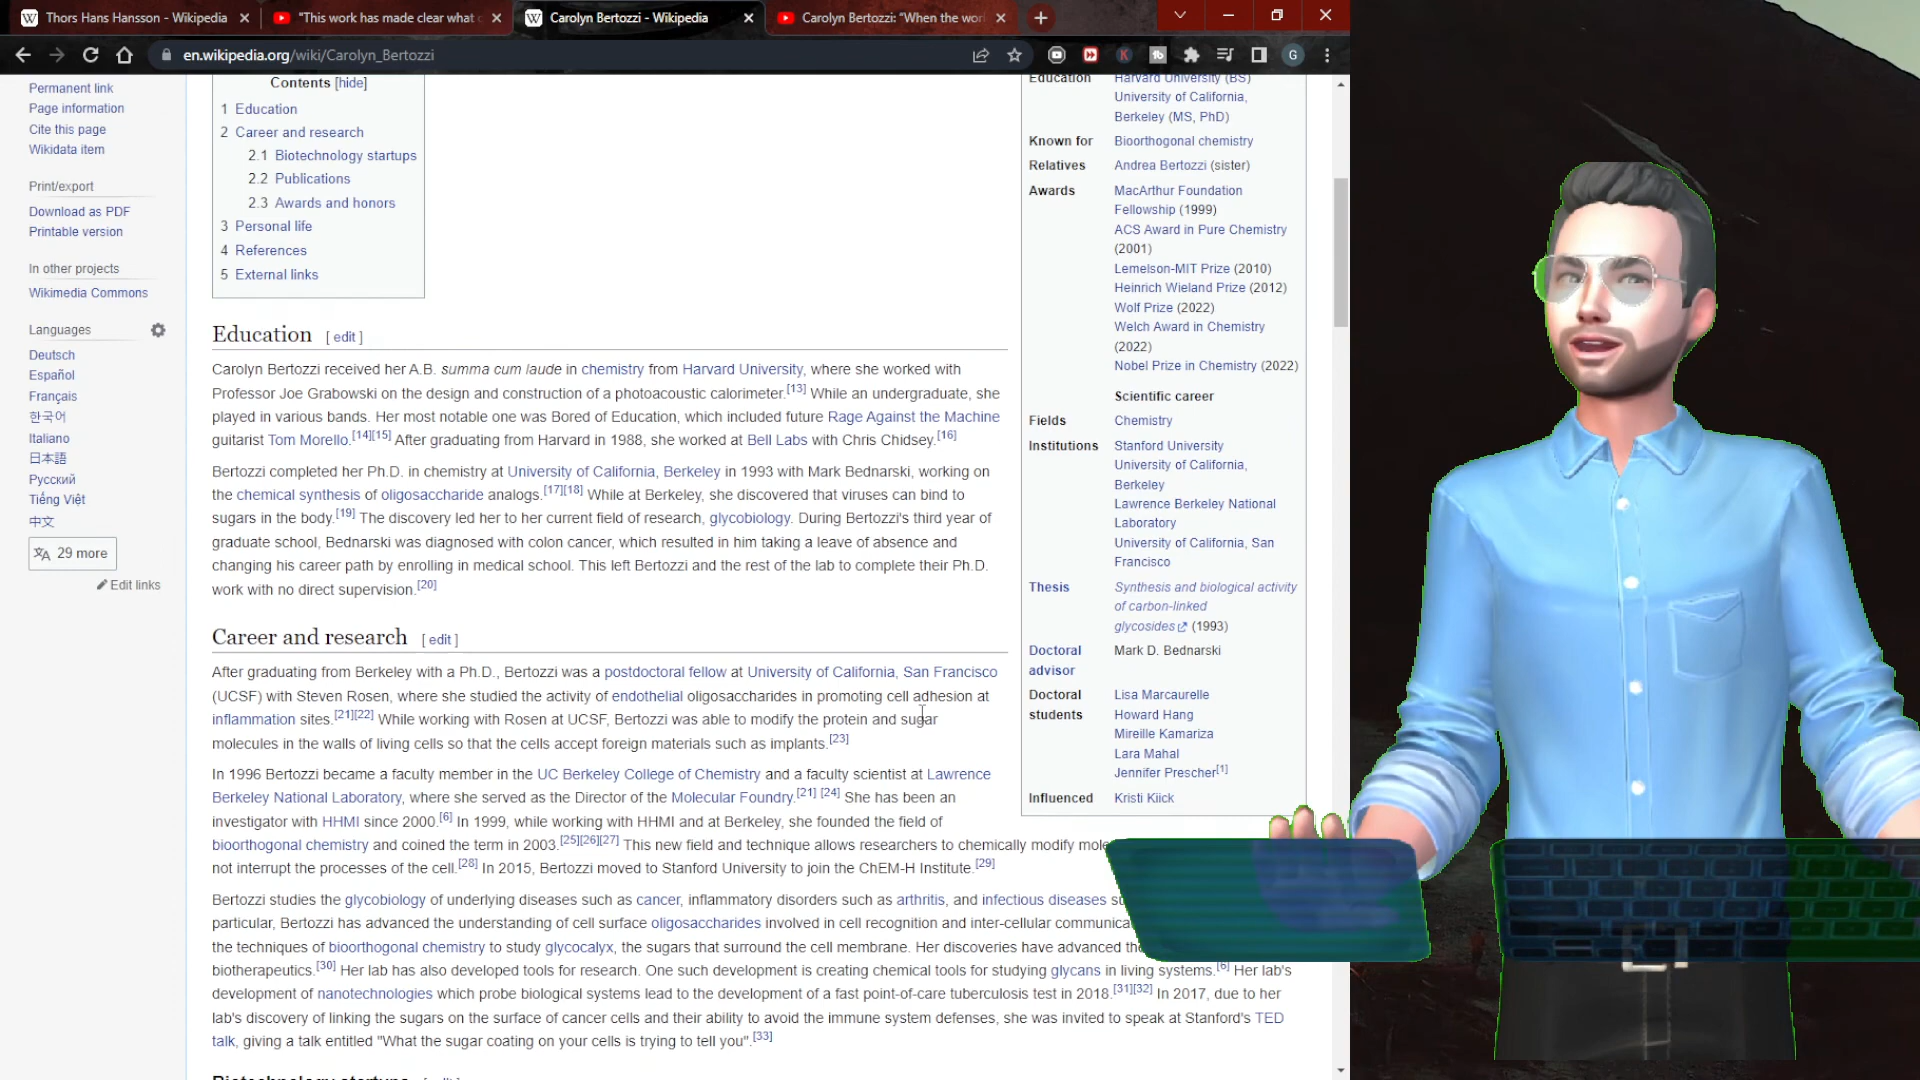 Thors Hans Hansson - Wikipedia
"This work has made clear what
Carolyn Bertozzi - Wikipedia
Carolyn Bertozzi: "When the wor
en.wikipedia.org/wiki/Carolyn_Bertozzi
G
Permanent link
Page information
Cite this page
Wikidata item
Print/export
Download as PDF
Printable version
In other projects
Wikimedia Commons
Languages
Deutsch
Español
Français
한국어
Italiano
日本語
Русский
Tiếng Việt
中文
29 more
Edit links
Contents [hide]
1 Education
2 Career and research
2.1 Biotechnology startups
2.2 Publications
2.3 Awards and honors
3 Personal life
4 References
5 External links
Education [ edit ]
Carolyn Bertozzi received her A.B. summa cum laude in chemistry from Harvard University, where she worked with
Professor Joe Grabowski on the design and construction of a photoacoustic calorimeter.[13] While an undergraduate, she
played in various bands. Her most notable one was Bored of Education, which included future Rage Against the Machine
guitarist Tom Morello.[14][15] After graduating from Harvard in 1988, she worked at Bell Labs with Chris Chidsey.[16]
Bertozzi completed her Ph.D. in chemistry at University of California, Berkeley in 1993 with Mark Bednarski, working on
the chemical synthesis of oligosaccharide analogs.[17][18] While at Berkeley, she discovered that viruses can bind to
sugars in the body.[19] The discovery led her to her current field of research, glycobiology. During Bertozzi's third year of
graduate school, Bednarski was diagnosed with colon cancer, which resulted in him taking a leave of absence and
changing his career path by enrolling in medical school. This left Bertozzi and the rest of the lab to complete their Ph.D.
work with no direct supervision.[20]
Career and research [ edit ]
After graduating from Berkeley with a Ph.D., Bertozzi was a postdoctoral fellow at University of California, San Francisco
(UCSF) with Steven Rosen, where she studied the activity of endothelial oligosaccharides in promoting cell adhesion at
inflammation sites.[21][22] While working with Rosen at UCSF, Bertozzi was able to modify the protein and sugar
molecules in the walls of living cells so that the cells accept foreign materials such as implants.[23]
In 1996 Bertozzi became a faculty member in the UC Berkeley College of Chemistry and a faculty scientist at Lawrence
Berkeley National Laboratory, where she served as the Director of the Molecular Foundry.[21] [24] She has been an
investigator with HHMI since 2000.[6] In 1999, while working with HHMI and at Berkeley, she founded the field of
bioorthogonal chemistry and coined the term in 2003.[25][26][27] This new field and technique allows researchers to chemically modify mole
not interrupt the processes of the cell.[28] In 2015, Bertozzi moved to Stanford University to join the ChEM-H Institute.[29]
Bertozzi studies the glycobiology of underlying diseases such as cancer, inflammatory disorders such as arthritis, and infectious diseases su
particular, Bertozzi has advanced the understanding of cell surface oligosaccharides involved in cell recognition and inter-cellular communica
the techniques of bioorthogonal chemistry to study glycocalyx, the sugars that surround the cell membrane. Her discoveries have advanced the
biotherapeutics.[30] Her lab has also developed tools for research. One such development is creating chemical tools for studying glycans in living systems.[6] Her lab's
development of nanotechnologies which probe biological systems lead to the development of a fast point-of-care tuberculosis test in 2018.[31][32] In 2017, due to her
lab's discovery of linking the sugars on the surface of cancer cells and their ability to avoid the immune system defenses, she was invited to speak at Stanford's TED
talk, giving a talk entitled "What the sugar coating on your cells is trying to tell you".[33]
Biotechnology startups [ edit ]
Education Harvard University (BS)
University of California,
Berkeley (MS, PhD)
Known for Bioorthogonal chemistry
Relatives Andrea Bertozzi (sister)
Awards MacArthur Foundation
Fellowship (1999)
ACS Award in Pure Chemistry
(2001)
Lemelson-MIT Prize (2010)
Heinrich Wieland Prize (2012)
Wolf Prize (2022)
Welch Award in Chemistry
(2022)
Nobel Prize in Chemistry (2022)
Scientific career
Fields Chemistry
Institutions Stanford University
University of California,
Berkeley
Lawrence Berkeley National
Laboratory
University of California, San
Francisco
Thesis Synthesis and biological activity
of carbon-linked
glycosides (1993)
Doctoral Mark D. Bednarski
advisor
Doctoral Lisa Marcaurelle
students Howard Hang
Mireille Kamariza
Lara Mahal
Jennifer Prescher[1]
Influenced Kristi Kiick